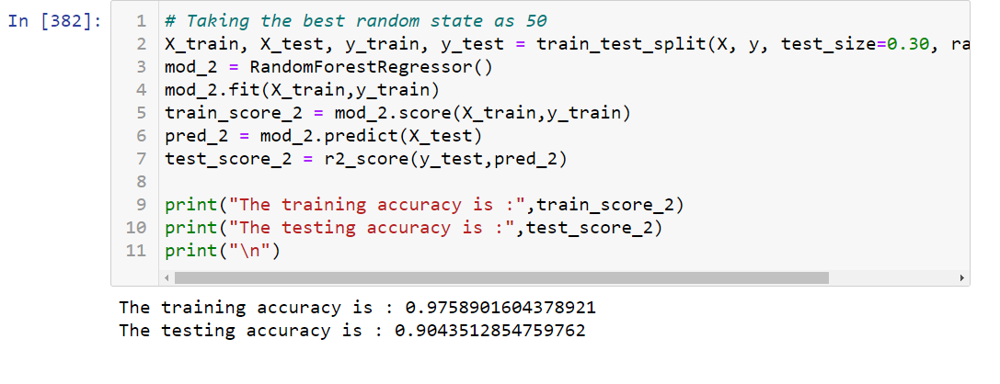 In [382]:
1 # Taking the best random state as 50
2 X_train, X_test, y_train, y_test = train_test_split(X, y, test_size=0.30, ra
3 mod_2 = RandomForestRegressor()
4 mod_2.fit(X_train,y_train)
5 train_score_2 = mod_2.score(X_train,y_train)
6 pred_2 = mod_2.predict(X_test)
7 test_score_2 = r2_score(y_test,pred_2)
8
9 print("The training accuracy is :",train_score_2)
10 print("The testing accuracy is :",test_score_2)
11 print("\n")
The training accuracy is : 0.9758901604378921
The testing accuracy is : 0.9043512854759762